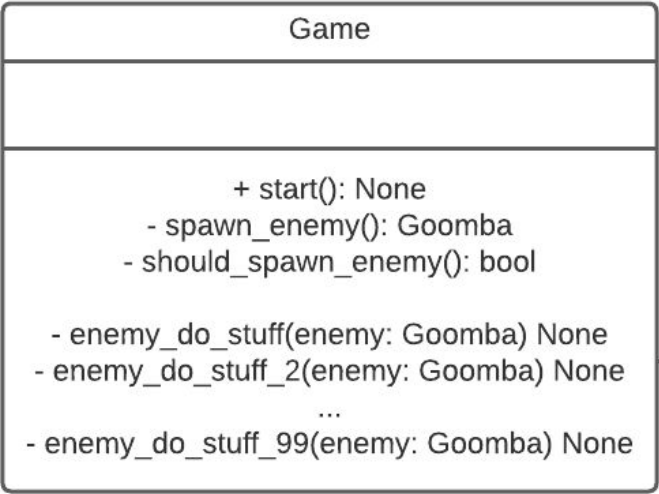 Game
+ start(): None
- spawn_enemy(): Goomba
- should_spawn_enemy(): bool
- enemy_do_stuff(enemy: Goomba) None
- enemy_do_stuff_2(enemy: Goomba) None
...
- enemy_do_stuff_99(enemy: Goomba) None